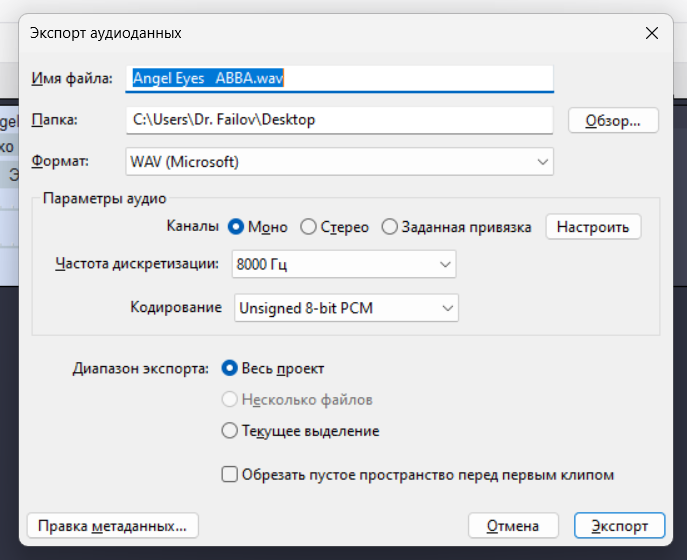 Экспорт аудиоданных
Имя файла: Angel Eyes   ABBA.wav
Папка: C:\Users\Dr. Failov\Desktop Обзор...
Формат: WAV (Microsoft)
Параметры аудио
Каналы Моно Стерео Заданная привязка Настроить
Частота дискретизации: 8000 Гц
Кодирование Unsigned 8-bit PCM
Диапазон экспорта: Весь проект
Несколько файлов
Текущее выделение
Обрезать пустое пространство перед первым клипом
Правка метаданных... Отмена Экспорт